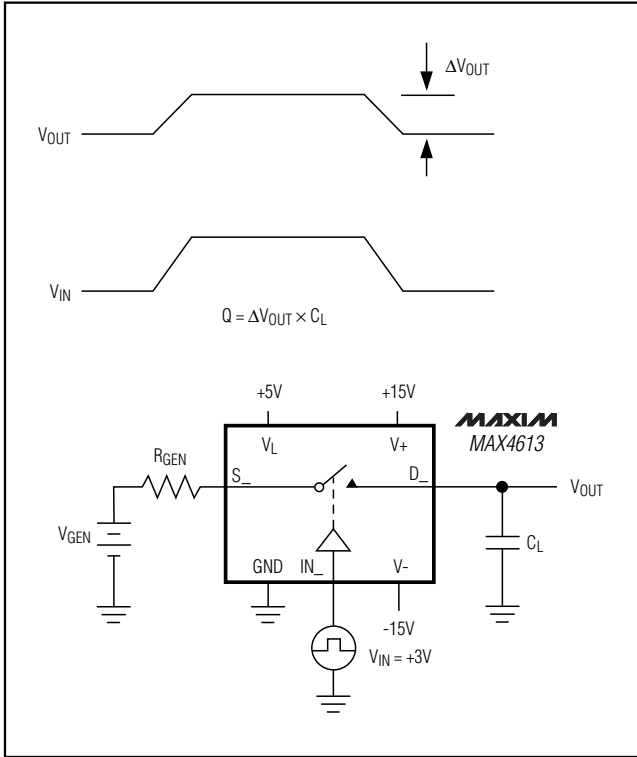 ΔVOUT
VOUT
VIN
Q = ΔVOUT × CL
+5V +15V
MAXIM
MAX4613
VL V+
RGEN
S_ D_
VOUT
VGEN
CL
GND IN_ V-
-15V
VIN = +3V